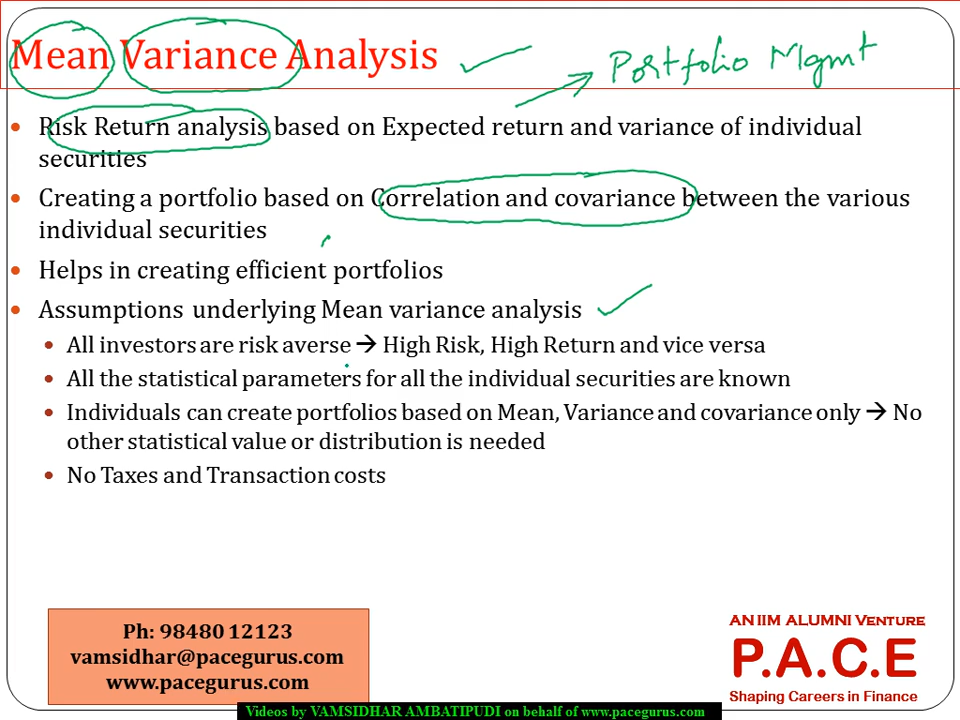 Mean Variance Analysis
Portfolio Mgmt
• Risk Return analysis based on Expected return and variance of individual
securities
• Creating a portfolio based on Correlation and covariance between the various
individual securities
• Helps in creating efficient portfolios
• Assumptions underlying Mean variance analysis
• All investors are risk averse → High Risk, High Return and vice versa
• All the statistical parameters for all the individual securities are known
• Individuals can create portfolios based on Mean, Variance and covariance only → No
other statistical value or distribution is needed
• No Taxes and Transaction costs
Ph: 98480 12123
vamsidhar@pacegurus.com
www.pacegurus.com
AN IIM ALUMNI VENTURE
P.A.C.E
Shaping Careers in Finance
Videos by VAMSIDHAR AMBATIPUDI on behalf of www.pacegurus.com